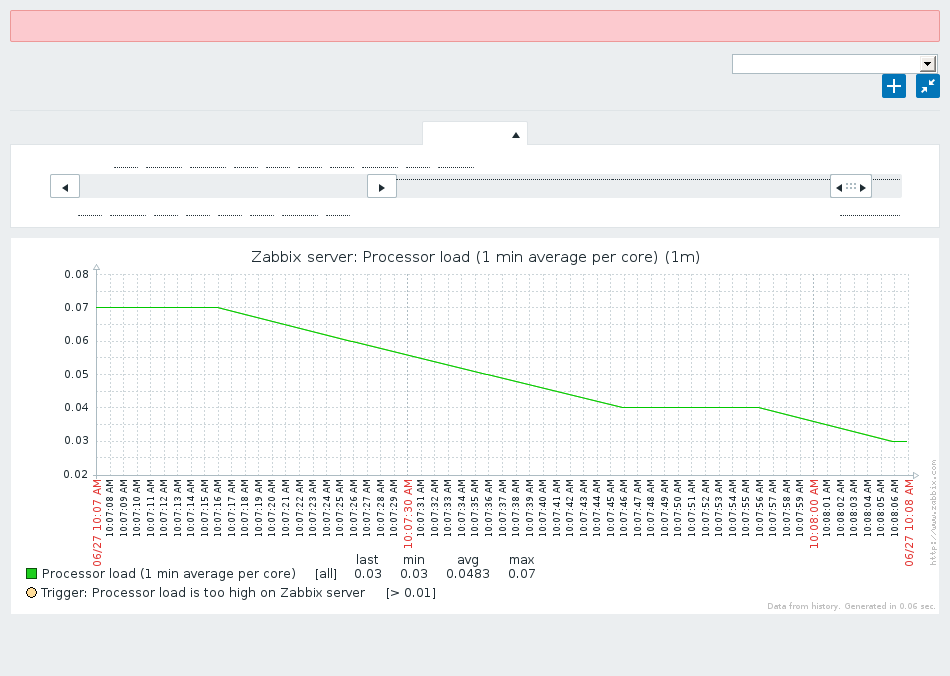 Zabbix server: Processor load (1 min average per core) (1m)
0.08
0.07
0.06
0.05
0.04
0.03
0.02
06/27 10:07 AM
10:07:08 AM
10:07:09 AM
10:07:10 AM
10:07:11 AM
10:07:12 AM
10:07:13 AM
10:07:14 AM
10:07:15 AM
10:07:16 AM
10:07:17 AM
10:07:18 AM
10:07:19 AM
10:07:20 AM
10:07:21 AM
10:07:22 AM
10:07:23 AM
10:07:24 AM
10:07:25 AM
10:07:26 AM
10:07:27 AM
10:07:28 AM
10:07:29 AM
10:07:30 AM
10:07:31 AM
10:07:32 AM
10:07:33 AM
10:07:34 AM
10:07:35 AM
10:07:36 AM
10:07:37 AM
10:07:38 AM
10:07:39 AM
10:07:40 AM
10:07:41 AM
10:07:42 AM
10:07:43 AM
10:07:44 AM
10:07:45 AM
10:07:46 AM
10:07:47 AM
10:07:48 AM
10:07:49 AM
10:07:50 AM
10:07:51 AM
10:07:52 AM
10:07:53 AM
10:07:54 AM
10:07:55 AM
10:07:56 AM
10:07:57 AM
10:07:58 AM
10:07:59 AM
10:08:00 AM
10:08:01 AM
10:08:02 AM
10:08:03 AM
10:08:04 AM
10:08:05 AM
10:08:06 AM
06/27 10:08 AM
http://www.zabbix.com
last min avg max
Processor load (1 min average per core) [all] 0.03 0.03 0.0483 0.07
Trigger: Processor load is too high on Zabbix server [> 0.01]
Data from history. Generated in 0.06 sec.